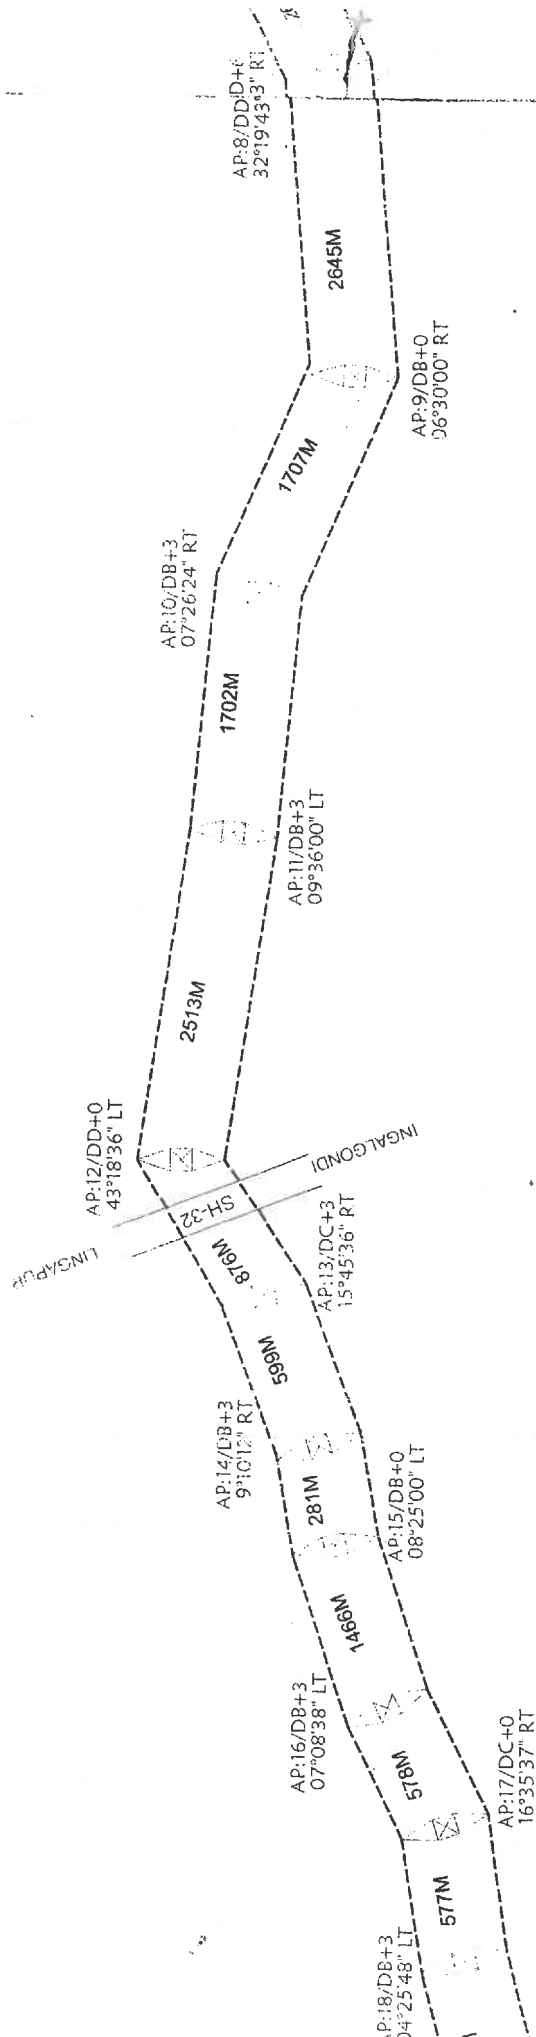 AP:8/DD+6
32°19'43" RT
2645M
AP:9/DB+0
06°30'00" RT
1707M
AP:10/DB+3
07°26'24" RT
1702M
AP:11/DB+3
09°36'00" LT
2513M
AP:12/DD+0
43°18'36" LT
LINGAPUR
SH-32
INGALGONDI
876M
AP:13/DC+3
15°45'36" RT
599M
AP:14/DB+3
9°10'12" RT
281M
AP:15/DB+0
08°25'00" LT
1466M
AP:16/DB+3
07°08'38" LT
578M
AP:17/DC+0
16°35'37" RT
577M
AP:18/DB+3
04°25'48" LT